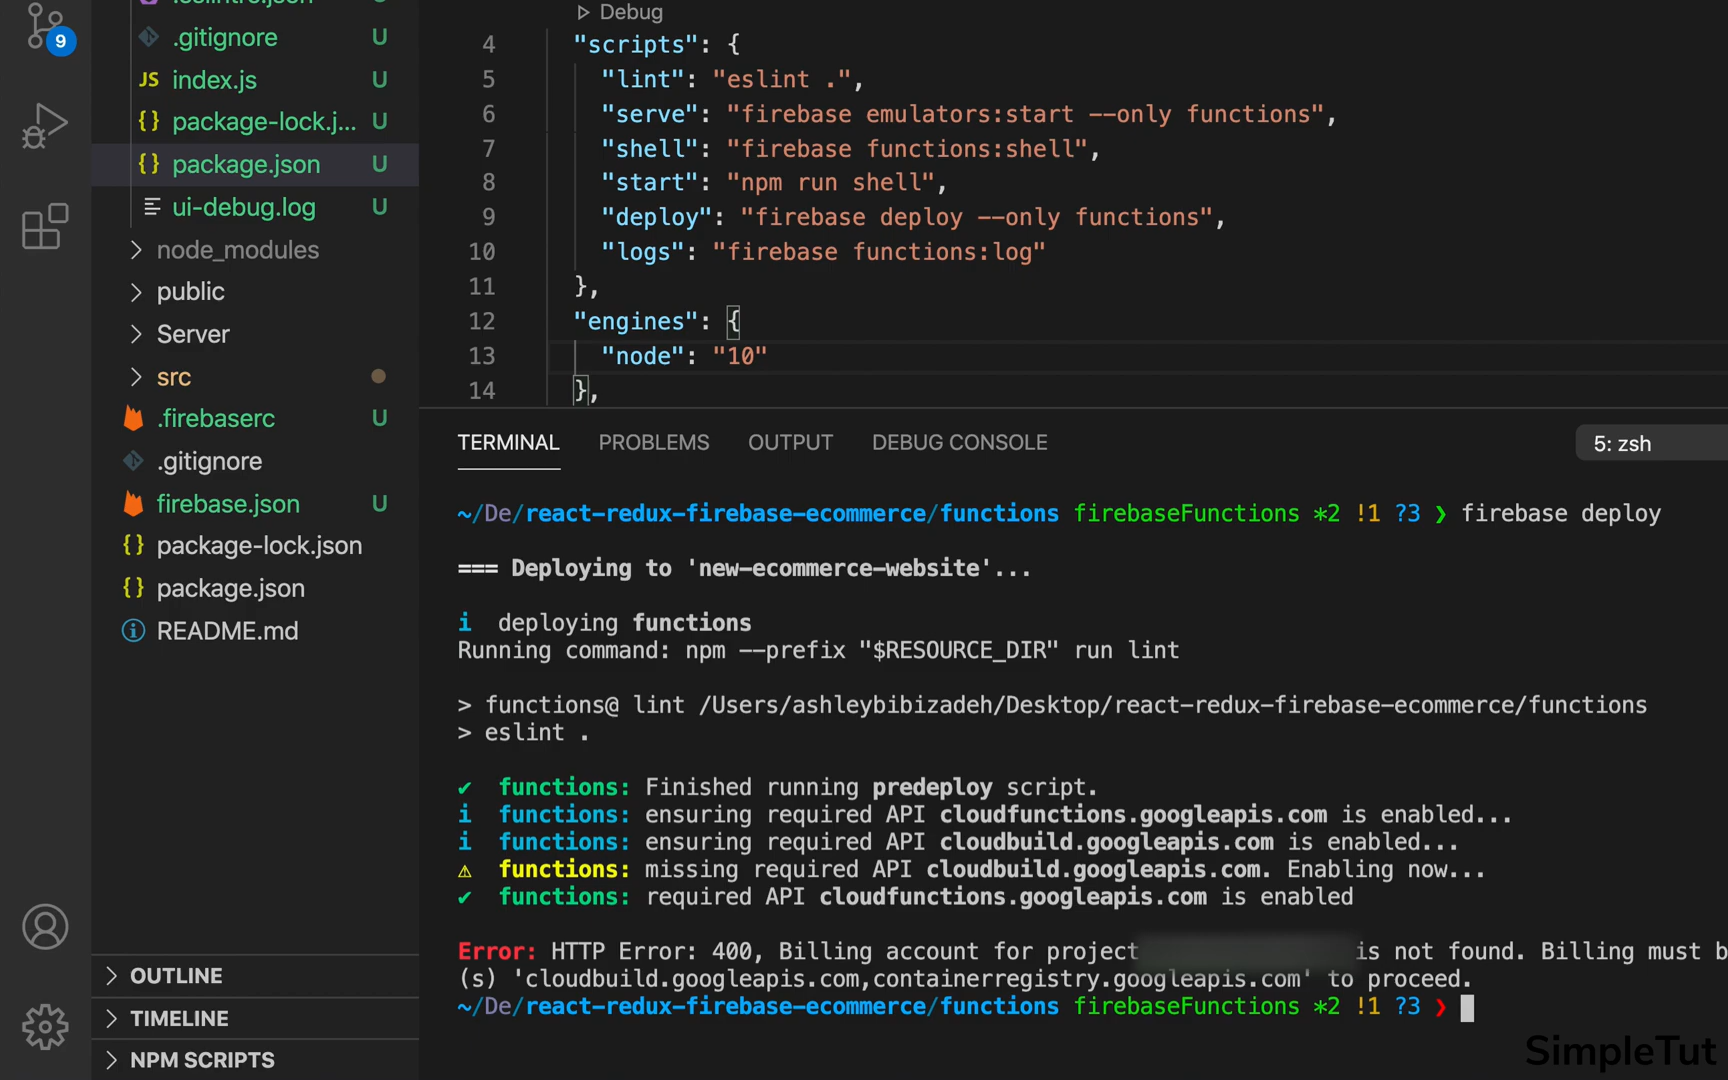 .eslintrc.json
.gitignore U
JS index.js U
{} package-lock.j... U
{} package.json U
ui-debug.log U
node_modules
public
Server
src
.firebaserc U
.gitignore
firebase.json U
{} package-lock.json
{} package.json
README.md
OUTLINE
TIMELINE
NPM SCRIPTS
9
Debug
4 "scripts": {
5 "lint": "eslint .",
6 "serve": "firebase emulators:start --only functions",
7 "shell": "firebase functions:shell",
8 "start": "npm run shell",
9 "deploy": "firebase deploy --only functions",
10 "logs": "firebase functions:log"
11 },
12 "engines": {
13 "node": "10"
14 },
TERMINAL PROBLEMS OUTPUT DEBUG CONSOLE 5: zsh
~/De/react-redux-firebase-ecommerce/functions firebaseFunctions *2 !1 ?3 ❯ firebase deploy
=== Deploying to 'new-ecommerce-website'...
i deploying functions
Running command: npm --prefix "$RESOURCE_DIR" run lint
> functions@ lint /Users/ashleybibizadeh/Desktop/react-redux-firebase-ecommerce/functions
> eslint .
✔ functions: Finished running predeploy script.
i functions: ensuring required API cloudfunctions.googleapis.com is enabled...
i functions: ensuring required API cloudbuild.googleapis.com is enabled...
⚠ functions: missing required API cloudbuild.googleapis.com. Enabling now...
✔ functions: required API cloudfunctions.googleapis.com is enabled
Error: HTTP Error: 400, Billing account for project is not found. Billing must b
(s) 'cloudbuild.googleapis.com,containerregistry.googleapis.com' to proceed.
~/De/react-redux-firebase-ecommerce/functions firebaseFunctions *2 !1 ?3 ❯
SimpleTut